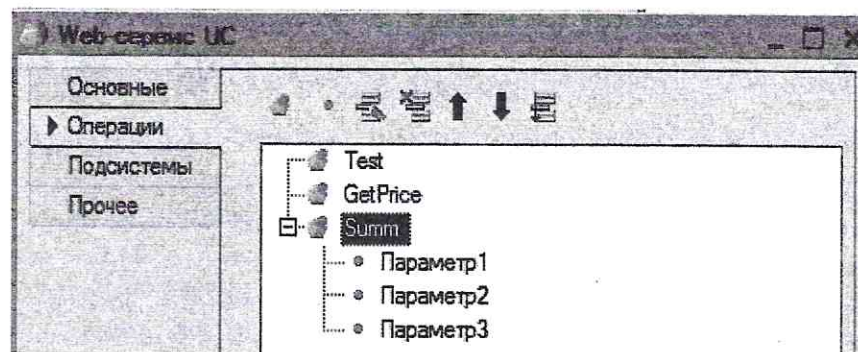 Web-сервис UC
Основные
Операции
Подсистемы
Прочее
Test
GetPrice
Summ
Параметр1
Параметр2
Параметр3